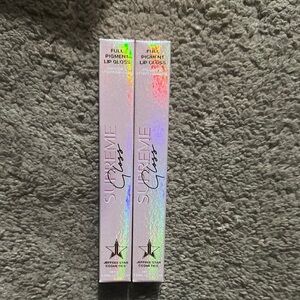 FULL
PIGMENT
LIP GLOSS
SUPREME
Gloss
JEFFREE STAR
COSMETICS
FULL
PIGMENT
LIP GLOSS
SUPREME
Gloss
JEFFREE STAR
COSMETICS